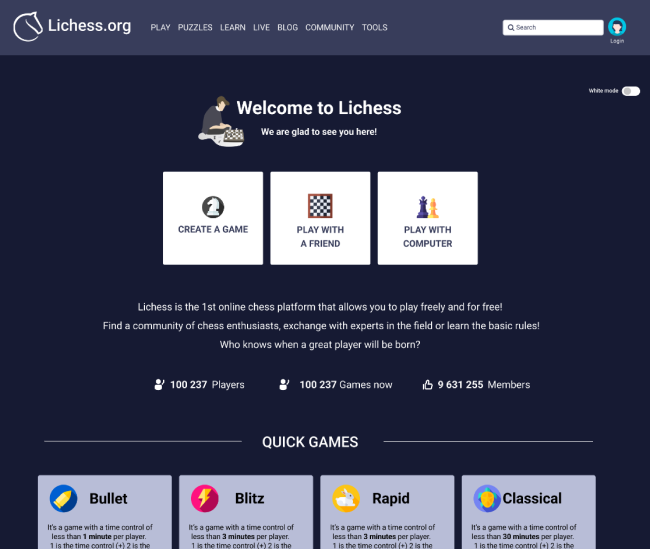 Lichess.org
PLAY PUZZLES LEARN LIVE BLOG COMMUNITY TOOLS
Search
Login
White mode
Welcome to Lichess
We are glad to see you here!
CREATE A GAME
PLAY WITH
A FRIEND
PLAY WITH
COMPUTER
Lichess is the 1st online chess platform that allows you to play freely and for free!
Find a community of chess enthusiasts, exchange with experts in the field or learn the basic rules!
Who knows when a great player will be born?
100 237 Players
100 237 Games now
9 631 255 Members
QUICK GAMES
Bullet
It's a game with a time control of
less than 1 minute per player.
1 is the time control (+) 2 is the
Blitz
It's a game with a time control of
less than 3 minutes per player.
1 is the time control (+) 2 is the
Rapid
It's a game with a time control of
less than 3 minutes per player.
1 is the time control (+) 2 is the
Classical
It's a game with a time control of
less than 30 minutes per player.
1 is the time control (+) 2 is the